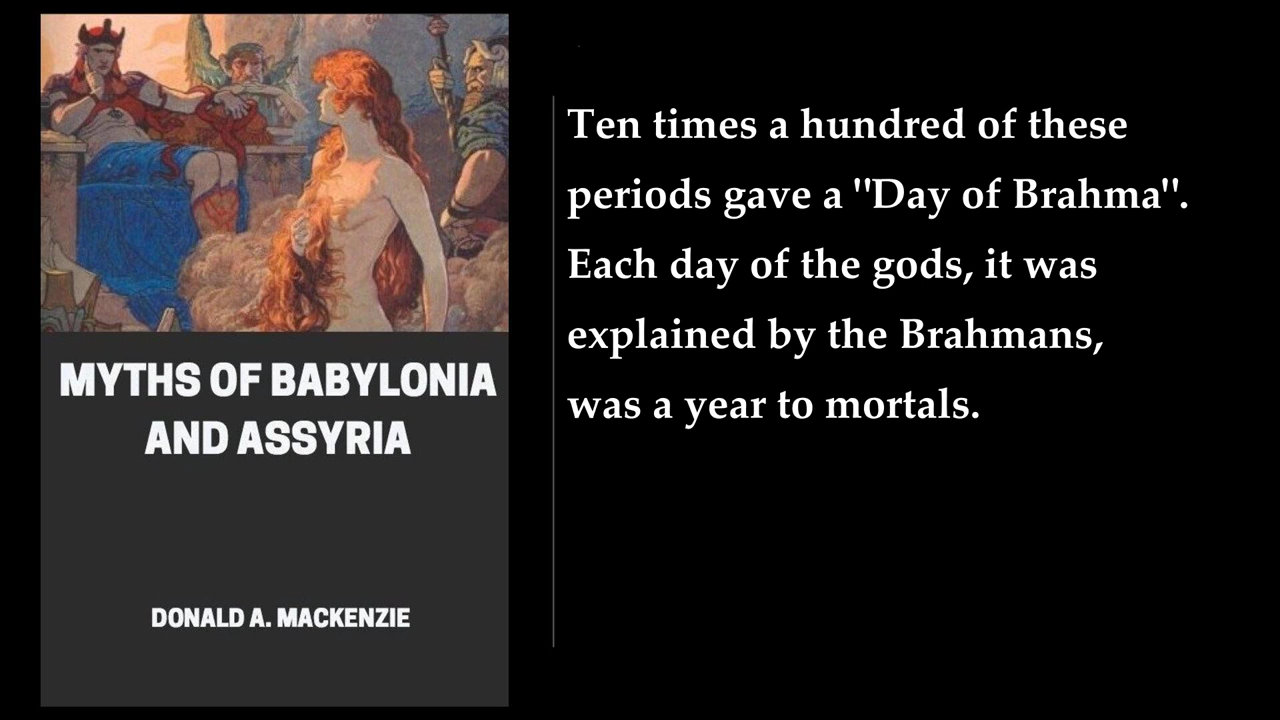 MYTHS OF BABYLONIA
AND ASSYRIA
DONALD A. MACKENZIE
Ten times a hundred of these
periods gave a "Day of Brahma".
Each day of the gods, it was
explained by the Brahmans,
was a year to mortals.